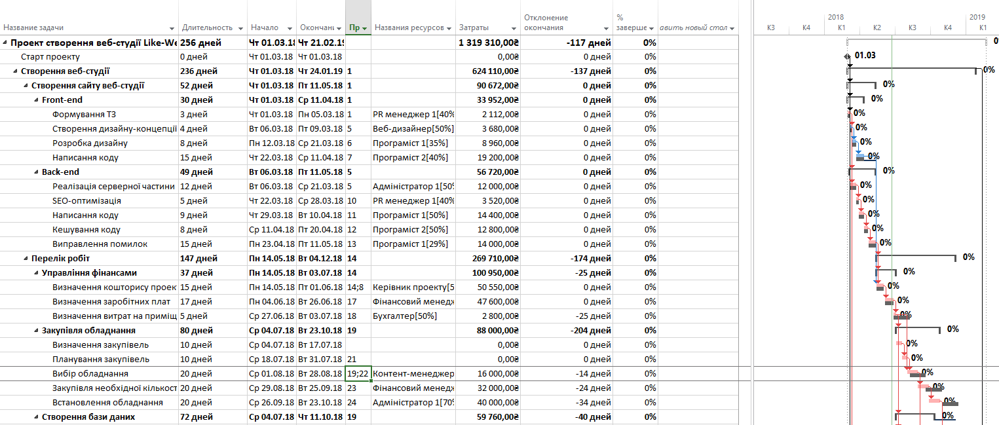 Название задачи Длительность Начало Окончани Пр Названия ресурсов Затраты Отклонение окончания % заверше авить новый стол
2018 2019
К3 К4 К1 К2 К3 К4 К1
Проект створення веб-студії Like-We 256 дней Чт 01.03.18 Чт 21.02.19 1 319 310,00₴ -117 дней 0% 0
Старт проекту 0 дней Чт 01.03.18 Чт 01.03.18 0,00₴ 0 дней 0% 01.03
Створення веб-студії 236 дней Чт 01.03.18 Чт 24.01.19 1 624 110,00₴ -137 дней 0% 0%
Створення сайту веб-студії 52 дней Чт 01.03.18 Пт 11.05.18 1 90 672,00₴ 0 дней 0% 0%
Front-end 30 дней Чт 01.03.18 Ср 11.04.18 1 33 952,00₴ 0 дней 0% 0%
Формування ТЗ 3 дней Чт 01.03.18 Пн 05.03.18 1 PR менеджер 1[40% 2 112,00₴ 0 дней 0% 0%
Створення дизайну-концепції 4 дней Вт 06.03.18 Пт 09.03.18 5 Веб-дизайнер[50%] 3 680,00₴ 0 дней 0% 0%
Розробка дизайну 8 дней Пн 12.03.18 Ср 21.03.18 6 Програміст 1[35%] 8 960,00₴ 0 дней 0% 0%
Написання коду 15 дней Чт 22.03.18 Ср 11.04.18 7 Програміст 2[40%] 19 200,00₴ 0 дней 0% 0%
Back-end 49 дней Вт 06.03.18 Пт 11.05.18 5 56 720,00₴ 0 дней 0% 0%
Реалізація серверної частини 12 дней Вт 06.03.18 Ср 21.03.18 5 Адміністратор 1[50% 12 000,00₴ 0 дней 0% 0%
SEO-оптимізація 5 дней Чт 22.03.18 Ср 28.03.18 10 PR менеджер 1[40% 3 520,00₴ 0 дней 0% 0%
Написання коду 9 дней Чт 29.03.18 Вт 10.04.18 11 Програміст 1[50%] 14 400,00₴ 0 дней 0% 0%
Кешування коду 8 дней Ср 11.04.18 Пт 20.04.18 12 Програміст 2[50%] 12 800,00₴ 0 дней 0% 0%
Виправлення помилок 15 дней Пн 23.04.18 Пт 11.05.18 13 Програміст 1[29%] 14 000,00₴ 0 дней 0% 0%
Перелік робіт 147 дней Пн 14.05.18 Вт 04.12.18 14 269 710,00₴ -174 дней 0% 0%
Управління фінансами 37 дней Пн 14.05.18 Вт 03.07.18 14 100 950,00₴ -25 дней 0% 0%
Визначення кошторису проек 15 дней Пн 14.05.18 Пт 01.06.18 14;8 Керівник проекту[5 50 550,00₴ 0 дней 0% 0%
Визначення заробітних плат 17 дней Пн 04.06.18 Вт 26.06.18 17 Фінансовий менедж 47 600,00₴ 0 дней 0% 0%
Визначення витрат на приміщ 5 дней Ср 27.06.18 Вт 03.07.18 18 Бухгалтер[50%] 2 800,00₴ -25 дней 0% 0%
Закупівля обладнання 80 дней Ср 04.07.18 Вт 23.10.18 19 88 000,00₴ -204 дней 0% 0%
Визначення закупівель 10 дней Ср 04.07.18 Вт 17.07.18 0,00₴ 0 дней 0% 0%
Планування закупівель 10 дней Ср 18.07.18 Вт 31.07.18 21 0,00₴ 0 дней 0% 0%
Вибір обладнання 20 дней Ср 01.08.18 Вт 28.08.18 19;22 Контент-менеджер 16 000,00₴ -14 дней 0% 0%
Закупівля необхідної кількост 20 дней Ср 29.08.18 Вт 25.09.18 23 Фінансовий менедж 32 000,00₴ -24 дней 0% 0%
Встановлення обладнання 20 дней Ср 26.09.18 Вт 23.10.18 24 Адміністратор 1[70% 40 000,00₴ -34 дней 0% 0%
Створення бази даних 72 дней Ср 04.07.18 Чт 11.10.18 19 59 760,00₴ -40 дней 0% 0%